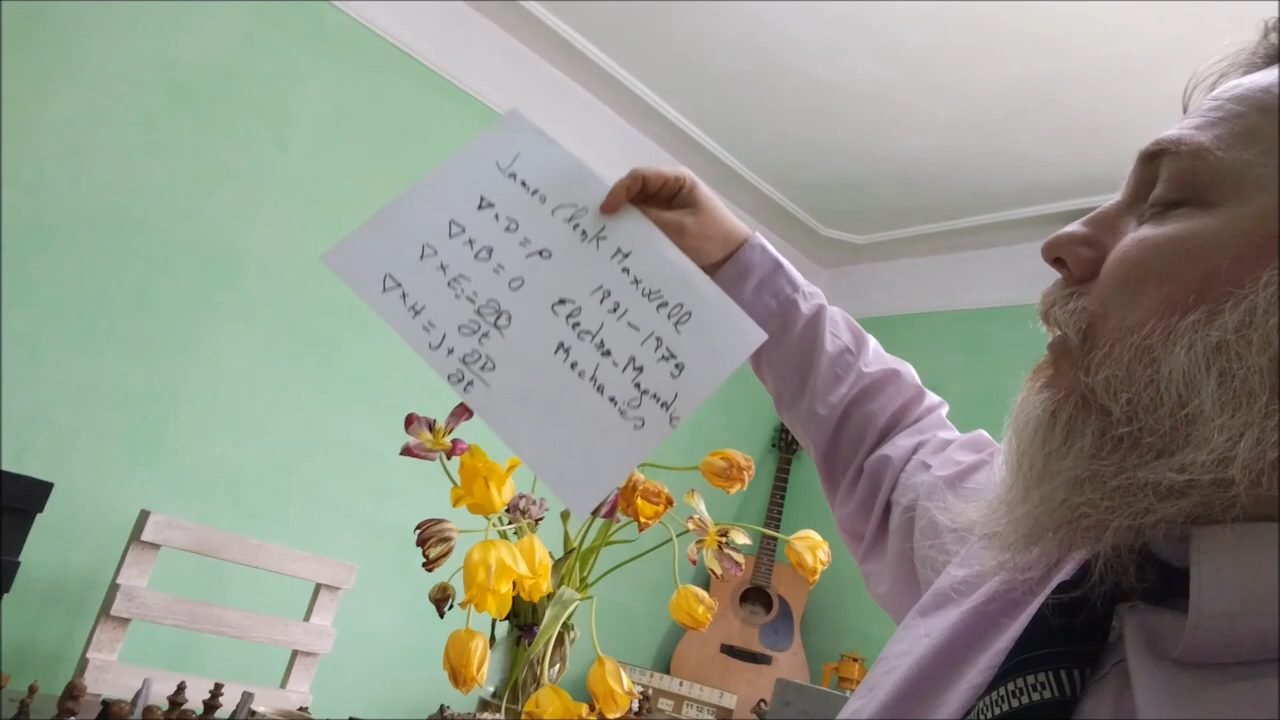 James Clerk Maxwell
1931-1979
Electro-Magnetic
Mechanics
∇×D=ρ
∇×B=0
∇×E=∂D/∂t
∇×H=J+∂D/∂t